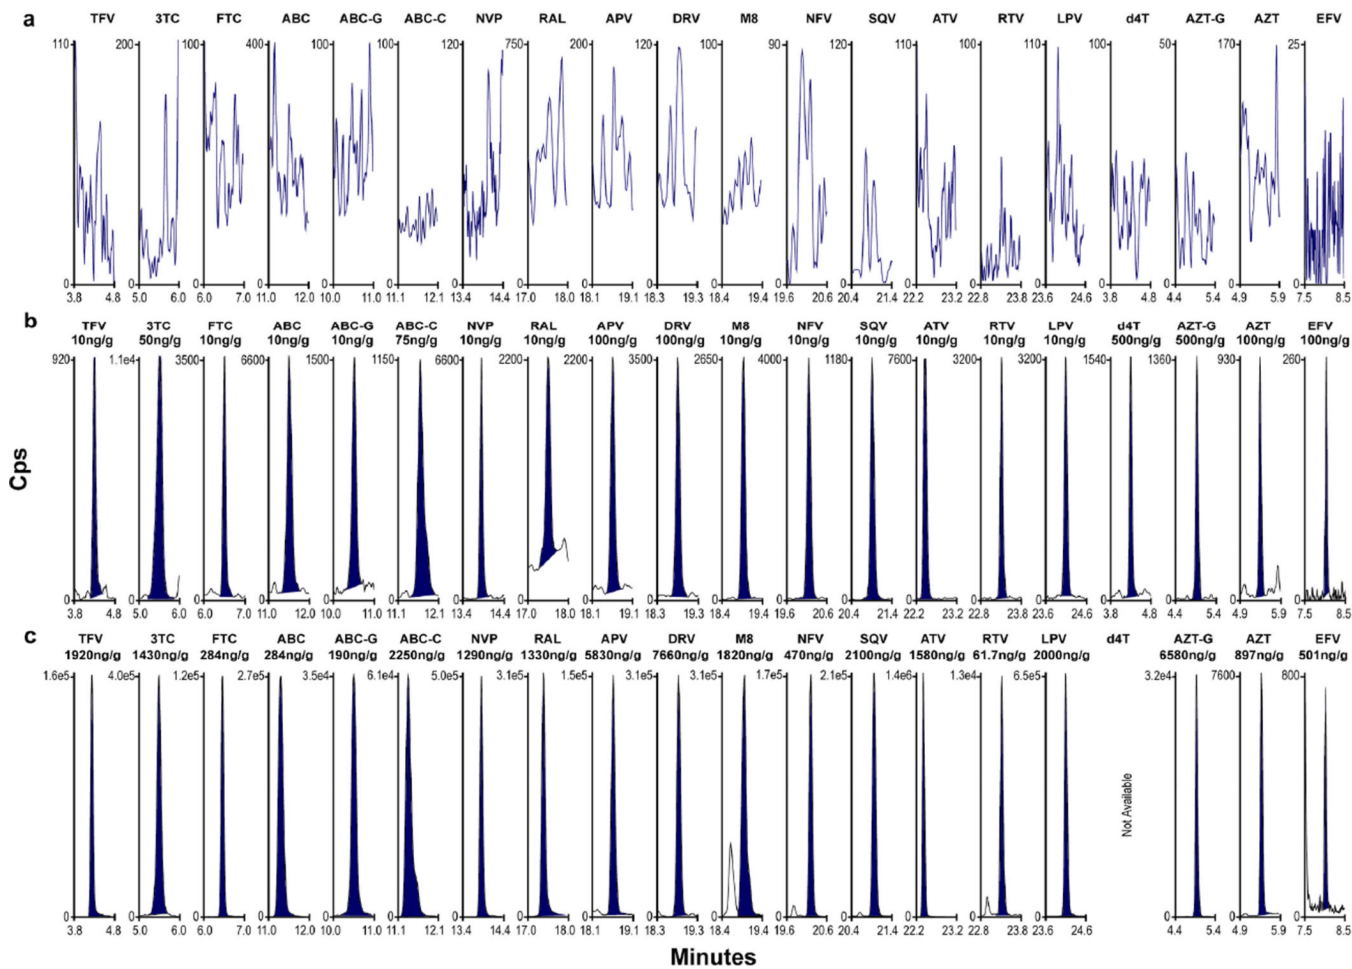 a TFV 3TC FTC ABC ABC-G ABC-C NVP RAL APV DRV M8 NFV SQV ATV RTV LPV d4T AZT-G AZT EFV
110 200 100 400 100 100 120 750 200 120 100 90 120 110 100 110 100 50 170 25
0 0 0 0 0 0 0 0 0 0 0 0 0 0 0 0 0 0 0 0
3.8 4.8 5.0 6.0 6.0 7.0 11.0 12.0 10.0 11.0 11.1 12.1 13.4 14.4 17.0 18.0 18.1 19.1 18.3 19.3 18.4 19.4 19.6 20.6 20.4 21.4 22.2 23.2 22.8 23.8 23.6 24.6 3.8 4.8 4.4 5.4 4.9 5.9 7.5 8.5
b TFV 3TC FTC ABC ABC-G ABC-C NVP RAL APV DRV M8 NFV SQV ATV RTV LPV d4T AZT-G AZT EFV
10ng/g 50ng/g 10ng/g 10ng/g 10ng/g 75ng/g 10ng/g 10ng/g 100ng/g 100ng/g 10ng/g 10ng/g 10ng/g 10ng/g 10ng/g 10ng/g 500ng/g 500ng/g 100ng/g 100ng/g
920 1.1e4 3500 6600 1500 1150 6600 2200 2200 3500 2650 4000 1180 7600 3200 3200 1540 1360 930 260
Cps
0 0 0 0 0 0 0 0 0 0 0 0 0 0 0 0 0 0 0 0
3.8 4.8 5.0 6.0 6.0 7.0 11.0 12.0 10.0 11.0 11.1 12.1 13.4 14.4 17.0 18.0 18.1 19.1 18.3 19.3 18.4 19.4 19.6 20.6 20.4 21.4 22.2 23.2 22.8 23.8 23.6 24.6 3.8 4.8 4.4 5.4 4.9 5.9 7.5 8.5
c TFV 3TC FTC ABC ABC-G ABC-C NVP RAL APV DRV M8 NFV SQV ATV RTV LPV d4T AZT-G AZT EFV
1920ng/g 1430ng/g 284ng/g 284ng/g 190ng/g 2250ng/g 1290ng/g 1330ng/g 5830ng/g 7660ng/g 1820ng/g 470ng/g 2100ng/g 1580ng/g 61.7ng/g 2000ng/g 6580ng/g 897ng/g 501ng/g
1.6e5 4.0e5 1.2e5 2.7e5 3.5e4 6.1e4 5.0e5 3.1e5 1.5e5 3.1e5 3.1e5 1.7e5 2.1e5 1.4e6 1.3e4 6.5e5 3.2e4 7600 800
Not Available
0 0 0 0 0 0 0 0 0 0 0 0 0 0 0 0 0 0 0
3.8 4.8 5.0 6.0 6.0 7.0 11.0 12.0 10.0 11.0 11.1 12.1 13.4 14.4 17.0 18.0 18.1 19.1 18.3 19.3 18.4 19.4 19.6 20.6 20.4 21.4 22.2 23.2 22.8 23.8 23.6 24.6 4.4 5.4 4.9 5.9 7.5 8.5
Minutes